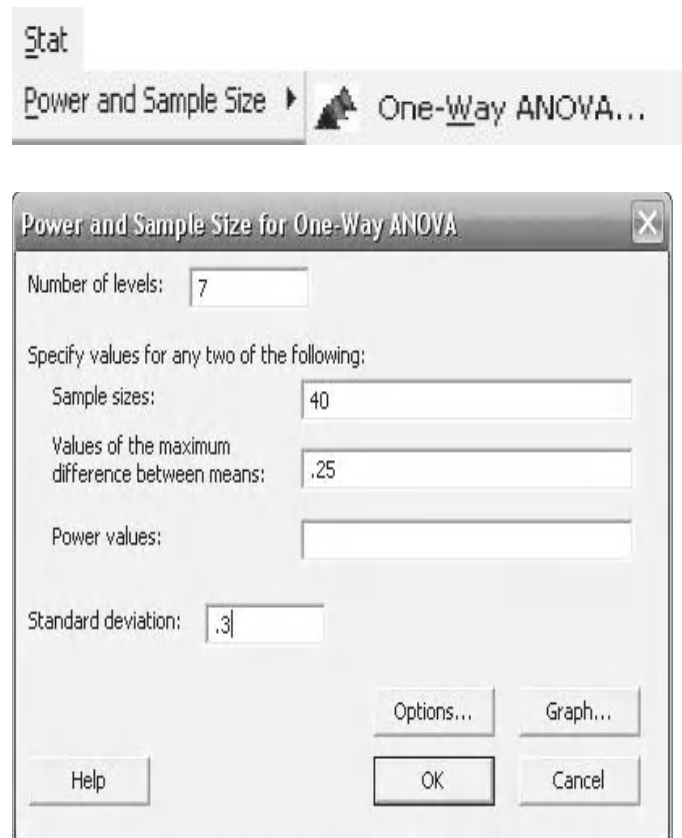 Stat
Power and Sample Size One-Way ANOVA...
Power and Sample Size for One-Way ANOVA
Number of levels: 7
Specify values for any two of the following:
Sample sizes: 40
Values of the maximum
difference between means: .25
Power values:
Standard deviation: .3
Options... Graph...
Help OK Cancel